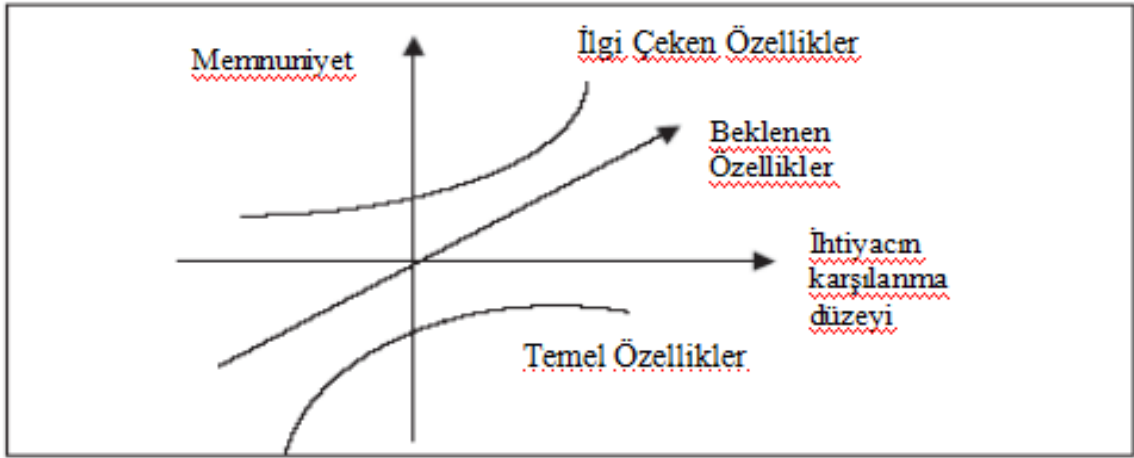 Memnuniyet
İlgi Çeken Özellikler
Beklenen
Özellikler
İhtiyacın
karşılanma
düzeyi
Temel Özellikler